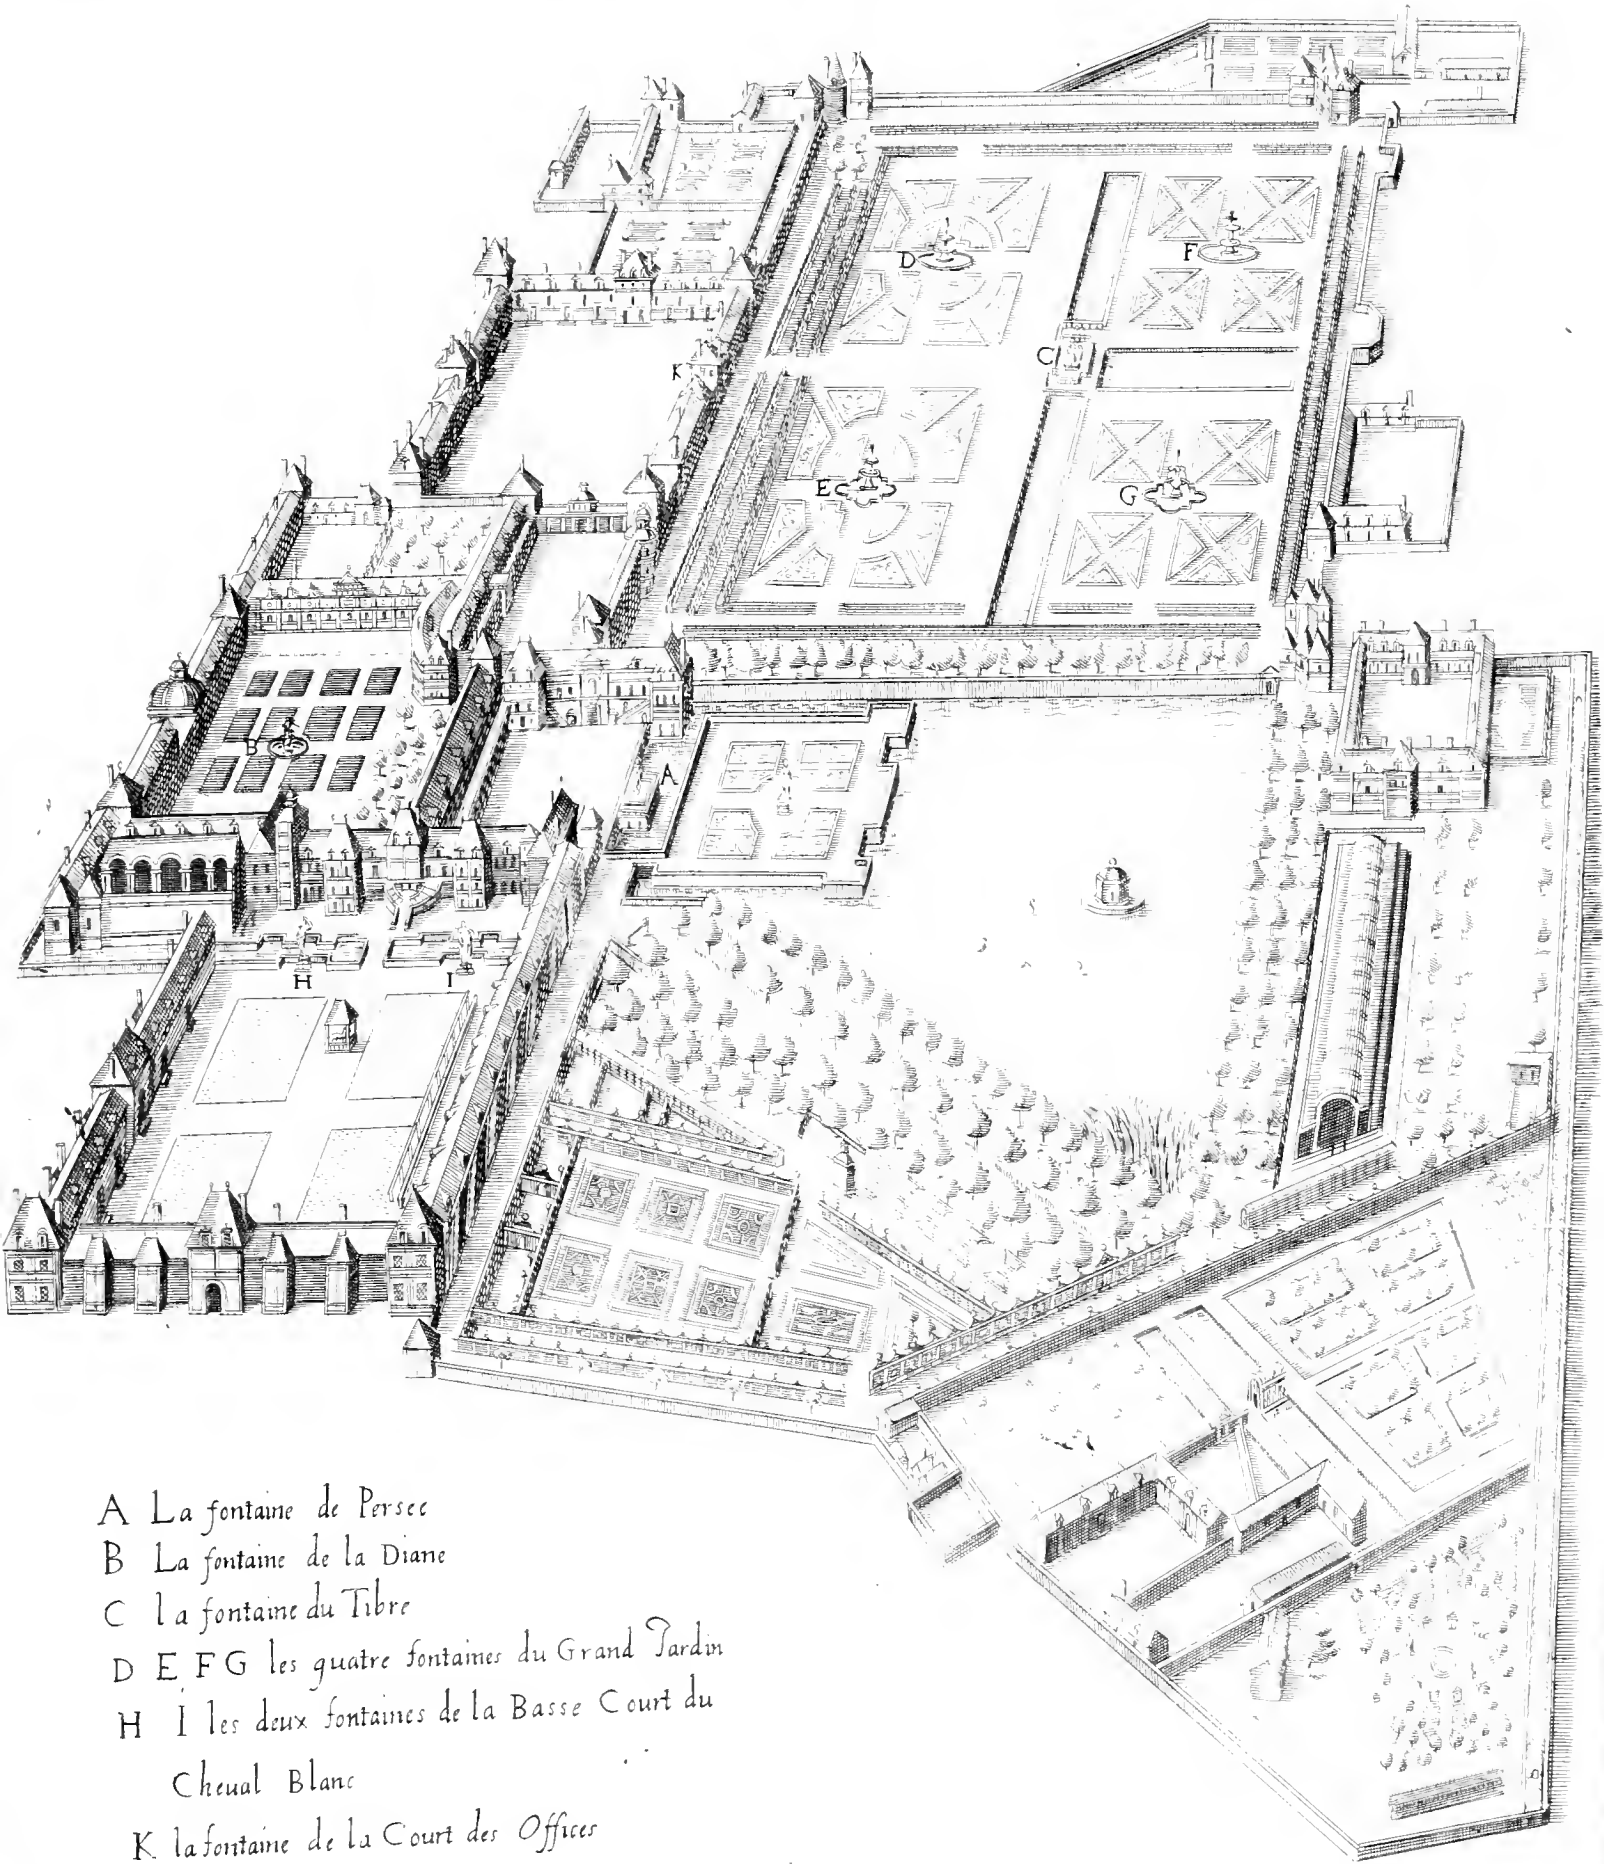 D
F
C
K
E
G
A
B
H
I
A La fontaine de Persee
B La fontaine de la Diane
C la fontaine du Tibre
D E F G les quatre fontaines du Grand Jardin
H I les deux fontaines de la Basse Court du
Cheual Blanc
K la fontaine de la Court des Offices